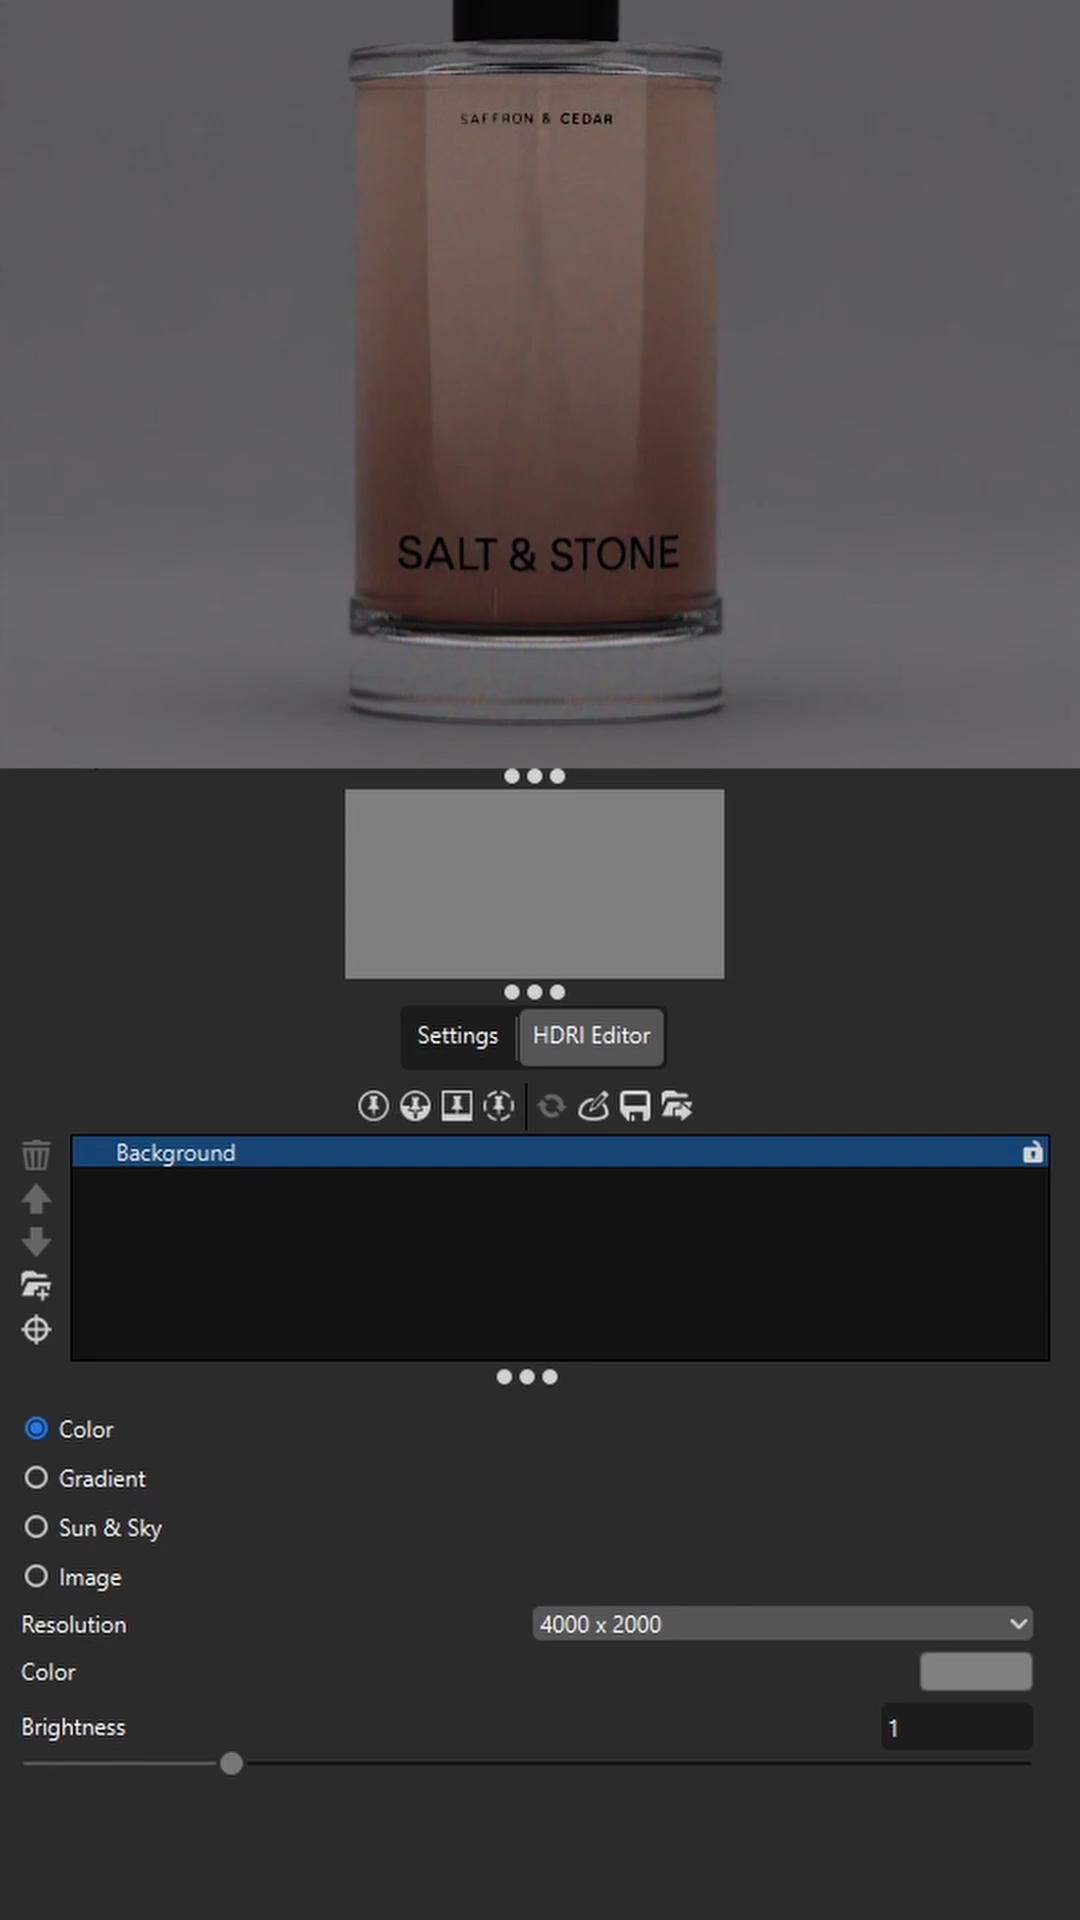 SAFFRON & CEDAR
SALT & STONE
Settings
HDRI Editor
Background
Color
Gradient
Sun & Sky
Image
Resolution
4000 x 2000
Color
Brightness
1